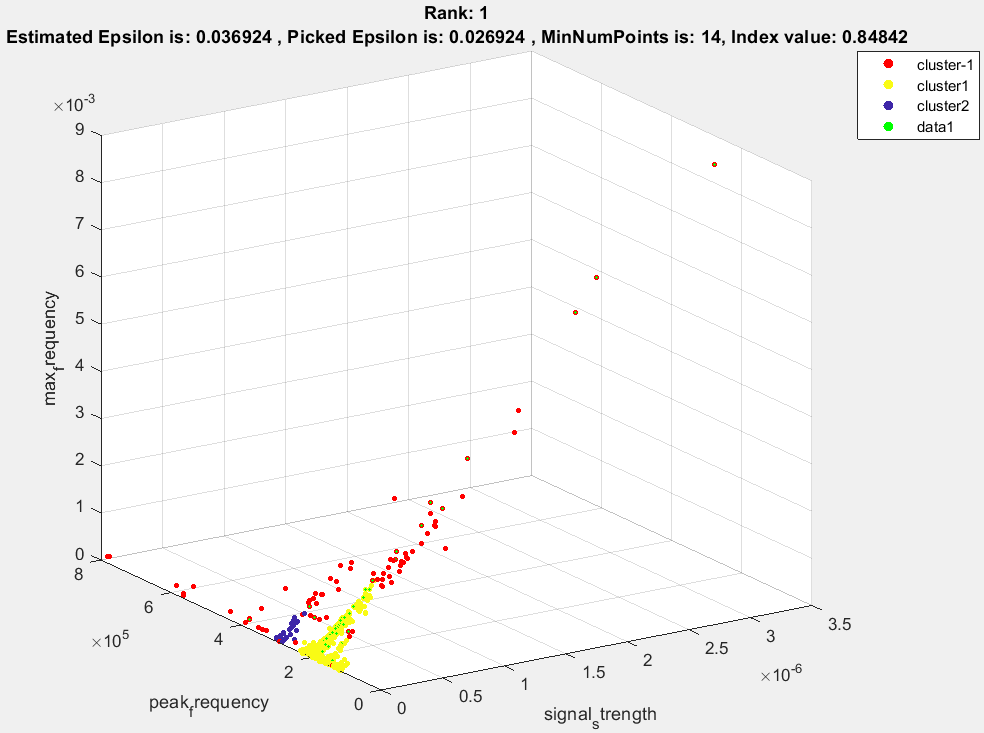 Rank: 1
Estimated Epsilon is: 0.036924 , Picked Epsilon is: 0.026924 , MinNumPoints is: 14, Index value: 0.84842
cluster-1
cluster1
cluster2
data1
×10-3
9
8
7
6
5
4
3
2
1
0
max_frequency
8
6
4
2
0
×105
peak_frequency
0
0.5
1
1.5
2
2.5
3
3.5
×10-6
signal_strength